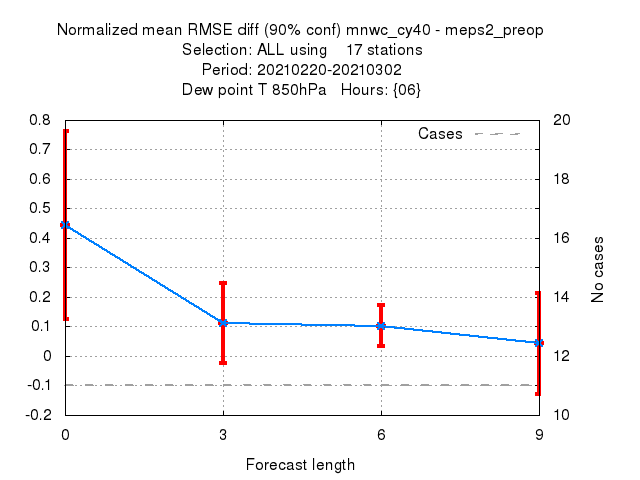 Normalized mean RMSE diff (90% conf) mnwc_cy40 - meps2_preop
Selection: ALL using 17 stations
Period: 20210220-20210302
Dew point T 850hPa Hours: {06}
Cases
0.8
0.7
0.6
0.5
0.4
0.3
0.2
0.1
0
-0.1
-0.2
20
18
16
14
12
10
No cases
0 3 6 9
Forecast length